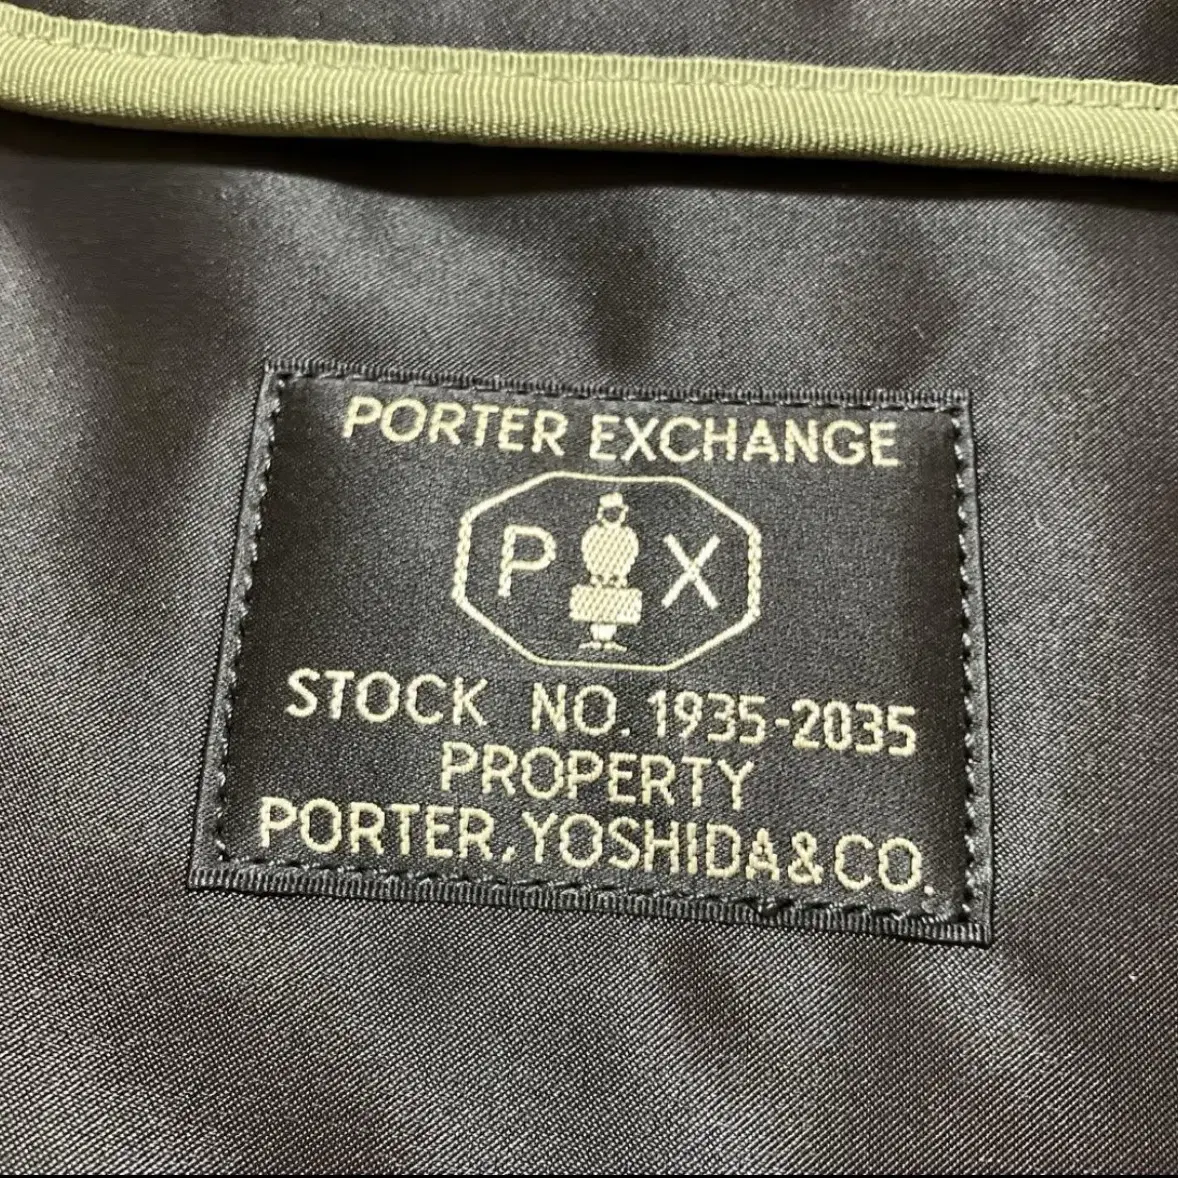 PORTER EXCHANGE
P X
STOCK NO. 1935-2035
PROPERTY
PORTER, YOSHIDA & CO.